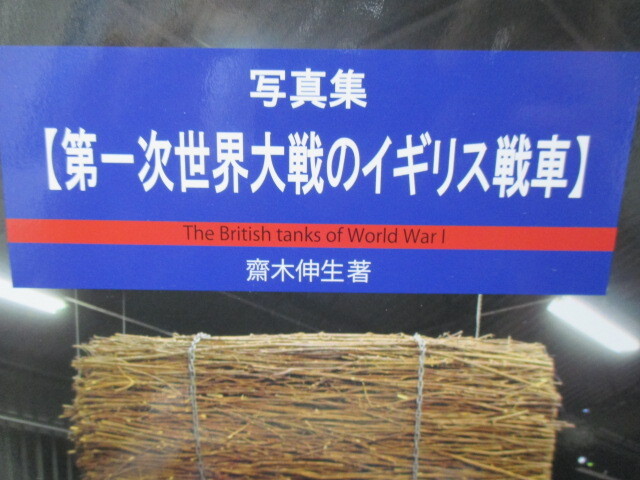 写真集
【第一次世界大戦のイギリス戦車】
The British tanks of World War I
齋木伸生著